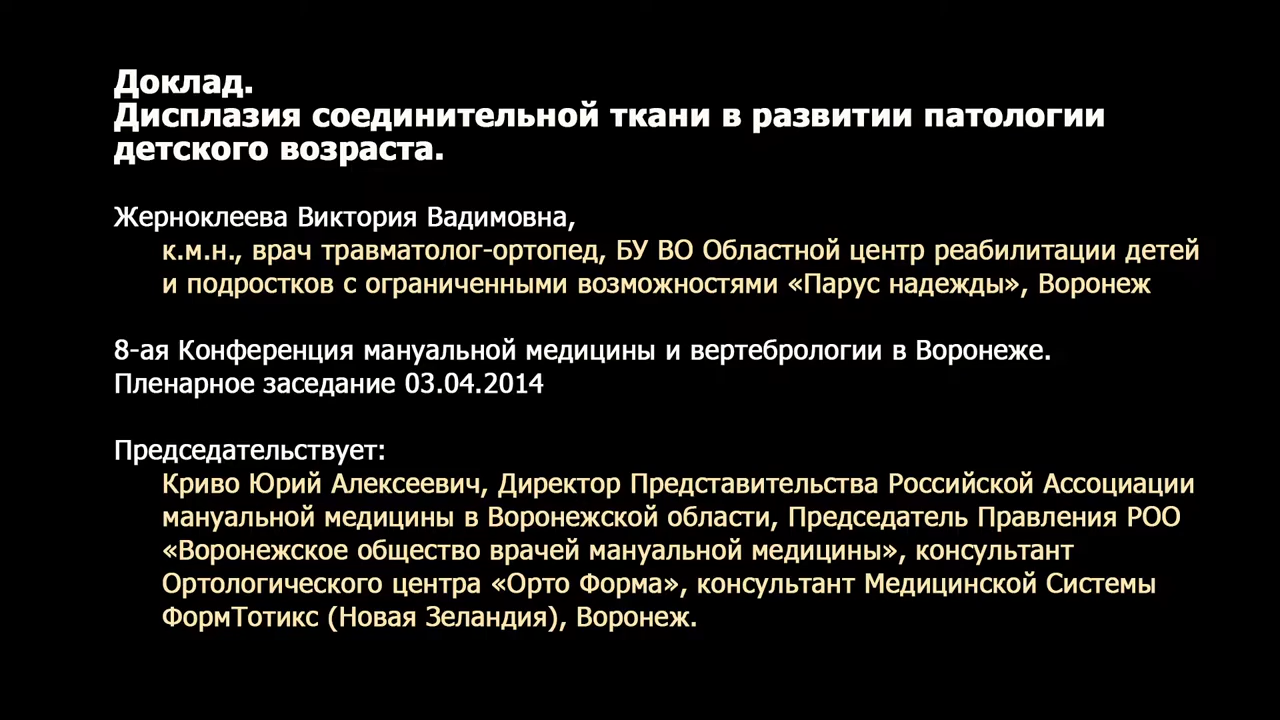 Доклад.
Дисплазия соединительной ткани в развитии патологии
детского возраста.
Жерноклеева Виктория Вадимовна,
к.м.н., врач травматолог-ортопед, БУ ВО Областной центр реабилитации детей
и подростков с ограниченными возможностями «Парус надежды», Воронеж
8-ая Конференция мануальной медицины и вертебрологии в Воронеже.
Пленарное заседание 03.04.2014
Председательствует:
Криво Юрий Алексеевич, Директор Представительства Российской Ассоциации
мануальной медицины в Воронежской области, Председатель Правления РОО
«Воронежское общество врачей мануальной медицины», консультант
Ортологического центра «Орто Форма», консультант Медицинской Системы
ФормТотикс (Новая Зеландия), Воронеж.